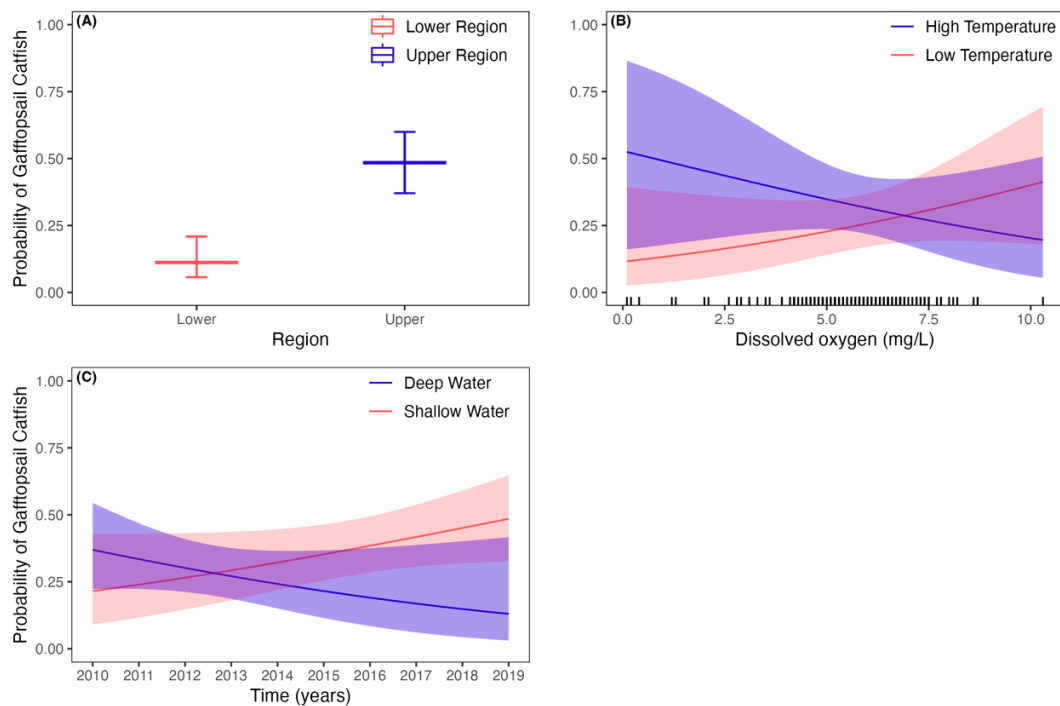 (A)
Lower Region
Upper Region
Probability of Gafftopsail Catfish
1.00
0.75
0.50
0.25
0.00
Lower
Upper
Region
(B)
High Temperature
Low Temperature
Probability of Gafftopsail Catfish
1.00
0.75
0.50
0.25
0.00
0.0
2.5
5.0
7.5
10.0
Dissolved oxygen (mg/L)
(C)
Deep Water
Shallow Water
Probability of Gafftopsail Catfish
1.00
0.75
0.50
0.25
0.00
2010 2011 2012 2013 2014 2015 2016 2017 2018 2019
Time (years)